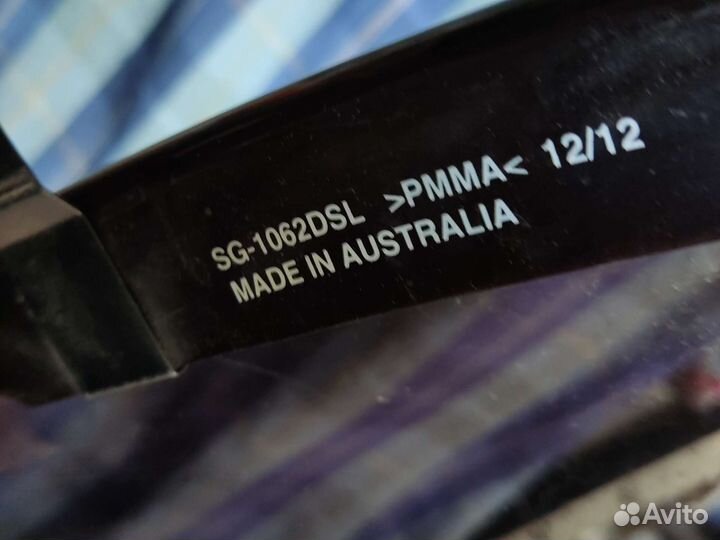 SG-1062DSL >PMMA< 12/12
MADE IN AUSTRALIA
Avito